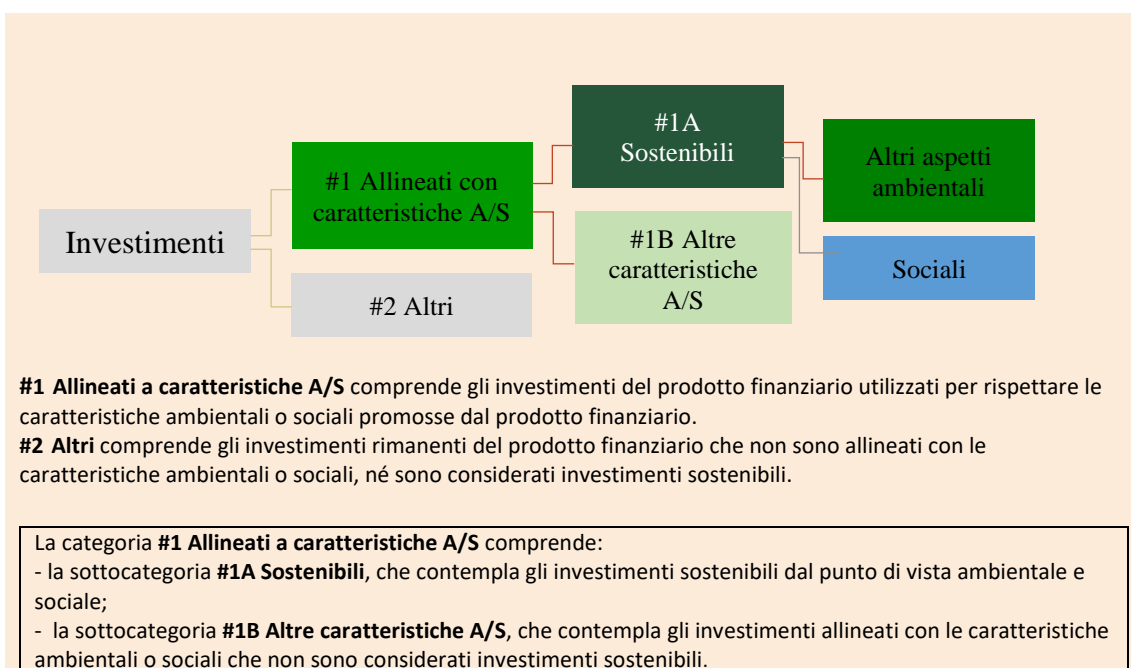 Investimenti
#1 Allineati con
caratteristiche A/S
#2 Altri
#1A
Sostenibili
#1B Altre
caratteristiche
A/S
Altri aspetti
ambientali
Sociali
#1 Allineati a caratteristiche A/S comprende gli investimenti del prodotto finanziario utilizzati per rispettare le
caratteristiche ambientali o sociali promosse dal prodotto finanziario.
#2 Altri comprende gli investimenti rimanenti del prodotto finanziario che non sono allineati con le
caratteristiche ambientali o sociali, né sono considerati investimenti sostenibili.
La categoria #1 Allineati a caratteristiche A/S comprende:
- la sottocategoria #1A Sostenibili, che contempla gli investimenti sostenibili dal punto di vista ambientale e
sociale;
- la sottocategoria #1B Altre caratteristiche A/S, che contempla gli investimenti allineati con le caratteristiche
ambientali o sociali che non sono considerati investimenti sostenibili.